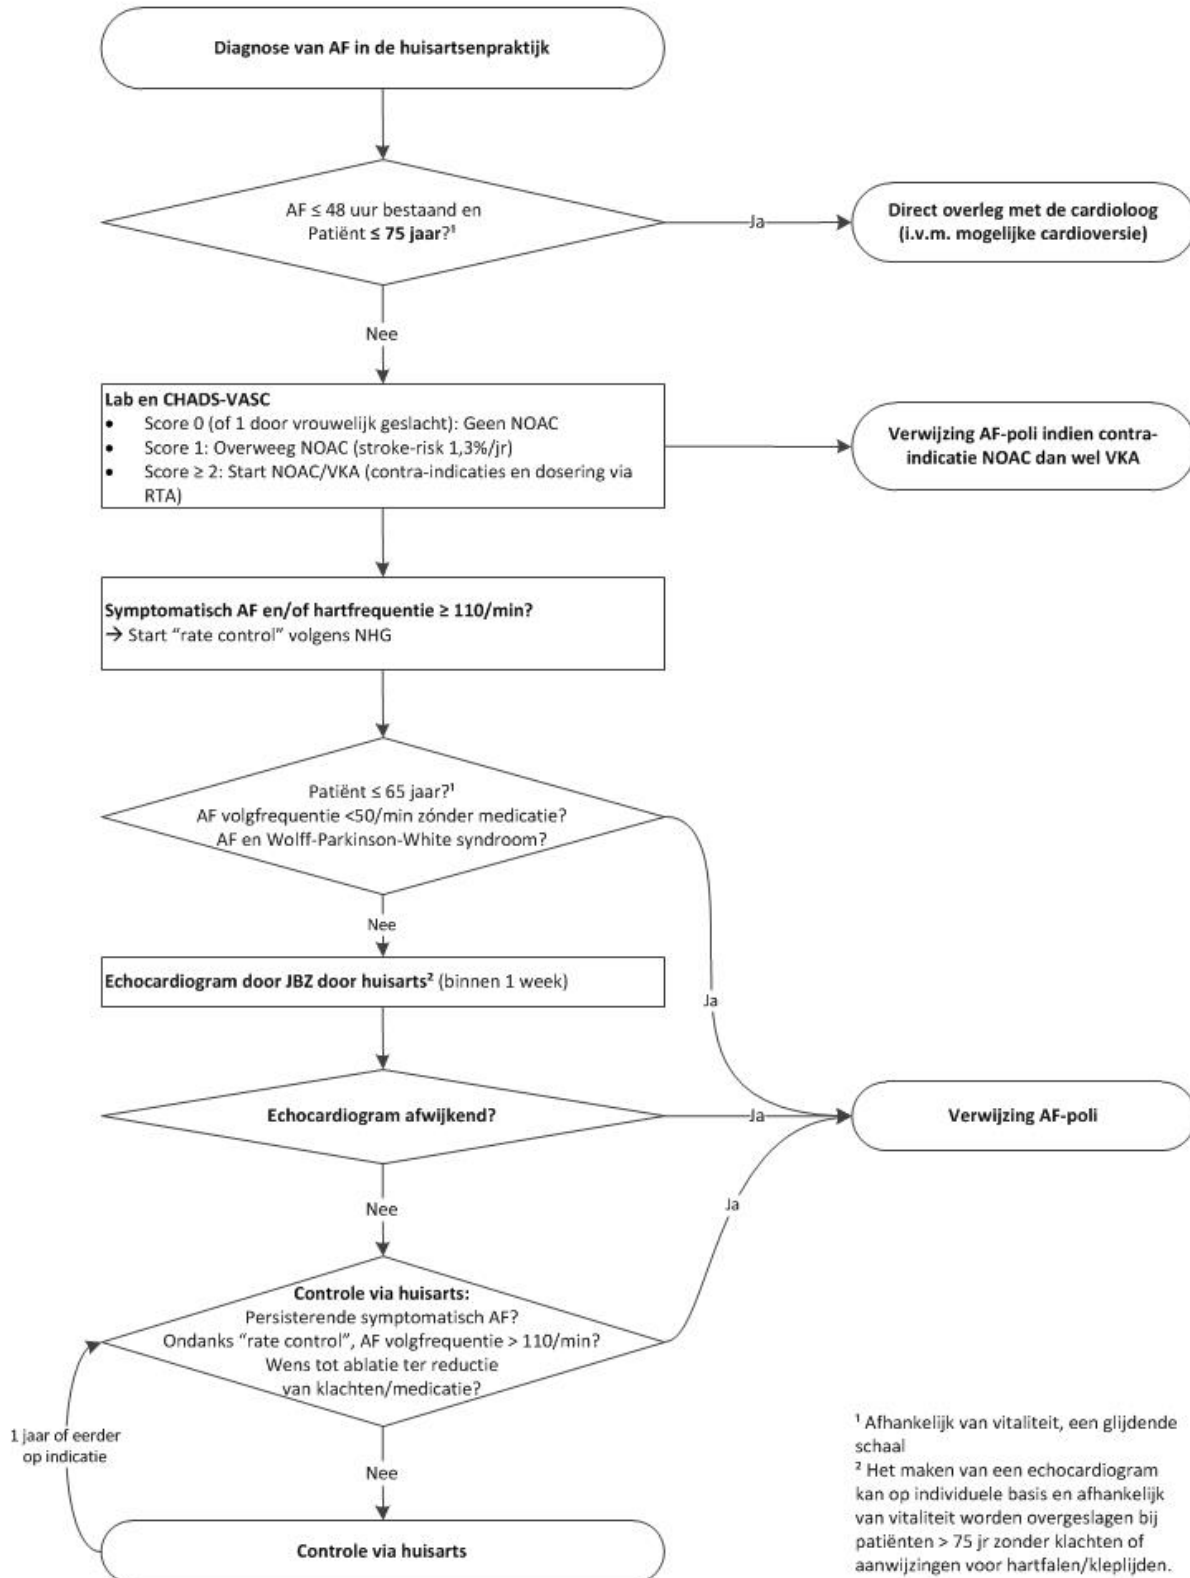 Diagnose van AF in de huisartsenpraktijk
AF ≤ 48 uur bestaand en
Patiënt ≤ 75 jaar?¹
Ja
Direct overleg met de cardioloog
(i.v.m. mogelijke cardioversie)
Nee
Lab en CHADS-VASC
• Score 0 (of 1 door vrouwelijk geslacht): Geen NOAC
• Score 1: Overweeg NOAC (stroke-risk 1,3%/jr)
• Score ≥ 2: Start NOAC/VKA (contra-indicaties en dosering via
RTA)
Verwijzing AF-poli indien contra-
indicatie NOAC dan wel VKA
Symptomatisch AF en/of hartfrequentie ≥ 110/min?
→ Start “rate control” volgens NHG
Patiënt ≤ 65 jaar?¹
AF volgfrequentie <50/min zónder medicatie?
AF en Wolff-Parkinson-White syndroom?
Nee
Ja
Echocardiogram door JBZ door huisarts² (binnen 1 week)
Echocardiogram afwijkend?
Ja
Verwijzing AF-poli
Nee
Ja
Controle via huisarts:
Persisterende symptomatisch AF?
Ondanks “rate control”, AF volgfrequentie > 110/min?
Wens tot ablatie ter reductie
van klachten/medicatie?
1 jaar of eerder
op indicatie
Nee
Controle via huisarts
¹ Afhankelijk van vitaliteit, een glijdende
schaal
² Het maken van een echocardiogram
kan op individuele basis en afhankelijk
van vitaliteit worden overgeslagen bij
patiënten > 75 jr zonder klachten of
aanwijzingen voor hartfalen/kleplijden.